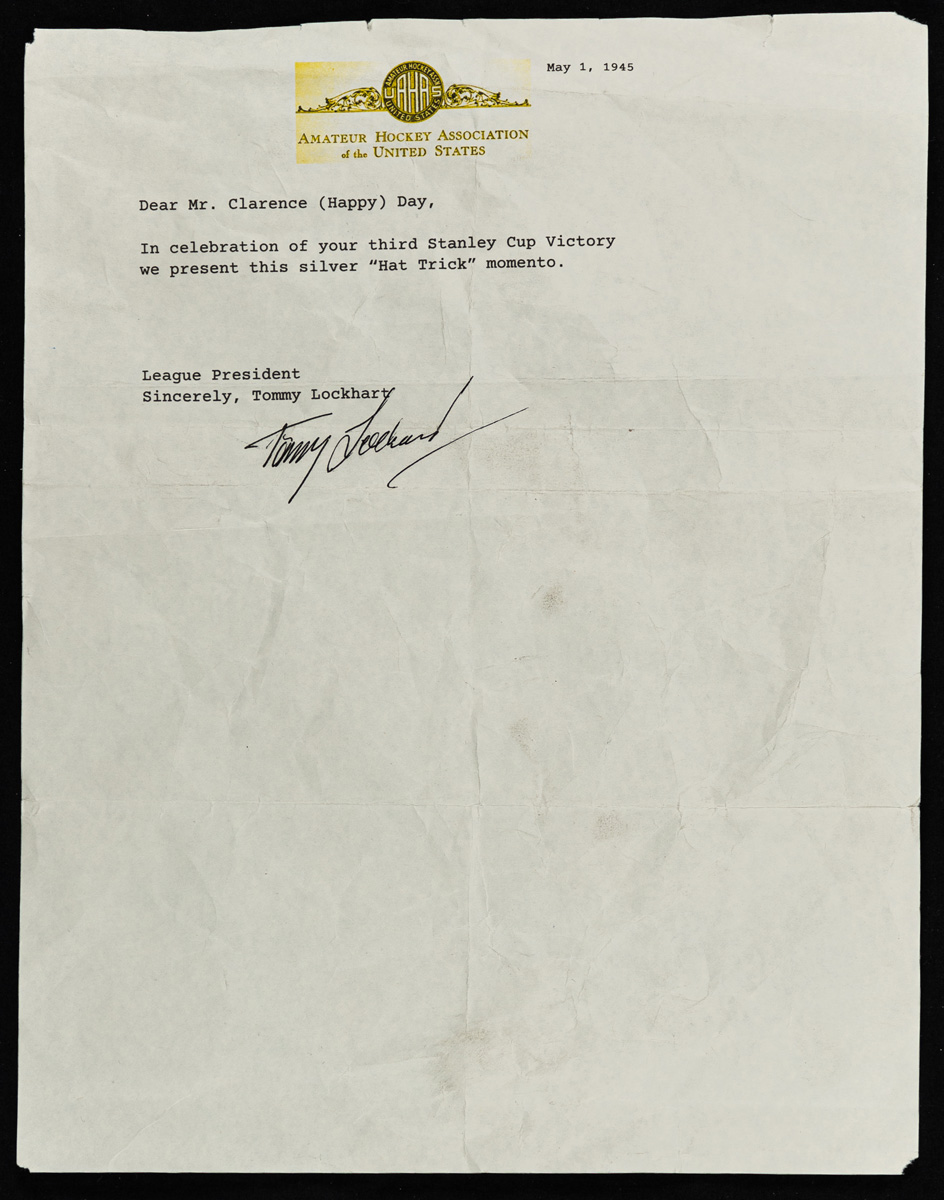 May 1, 1945
AMATEUR HOCKEY ASSN
AHA
U S
UNITED STATES
AMATEUR HOCKEY ASSOCIATION
of the UNITED STATES
Dear Mr. Clarence (Happy) Day,
In celebration of your third Stanley Cup Victory
we present this silver “Hat Trick” momento.
League President
Sincerely, Tommy Lockhart
Tommy Lockhart